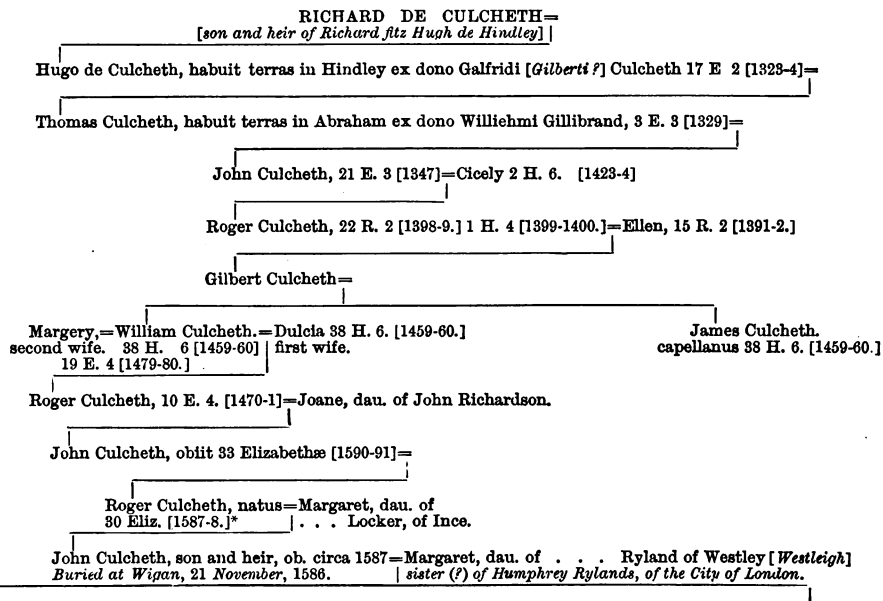 RICHARD DE CULCHETH=
[son and heir of Richard fitz Hugh de Hindley]
Hugo de Culcheth, habuit terras in Hindley ex dono Galfridi [Gilberti?] Culcheth 17 E 2 [1323-4]=
Thomas Culcheth, habuit terras in Abraham ex dono Williehmi Gillibrand, 3 E. 3 [1329]=
John Culcheth, 21 E. 3 [1347]=Cicely 2 H. 6. [1423-4]
Roger Culcheth, 22 R. 2 [1398-9.] 1 H. 4 [1399-1400.]=Ellen, 15 R. 2 [1391-2.]
Gilbert Culcheth=
Margery,=William Culcheth.=Dulcia 38 H. 6. [1459-60.] James Culcheth.
second wife. 38 H. 6 [1459-60] first wife. capellanus 38 H. 6. [1459-60.]
19 E. 4 [1479-80.]
Roger Culcheth, 10 E. 4. [1470-1]=Joane, dau. of John Richardson.
John Culcheth, obiit 33 Elizabethæ [1590-91]=
Roger Culcheth, natus=Margaret, dau. of
30 Eliz. [1587-8.]* . . . Locker, of Ince.
John Culcheth, son and heir, ob. circa 1587=Margaret, dau. of . . . Ryland of Westley [Westleigh]
Buried at Wigan, 21 November, 1586. sister (?) of Humphrey Rylands, of the City of London.